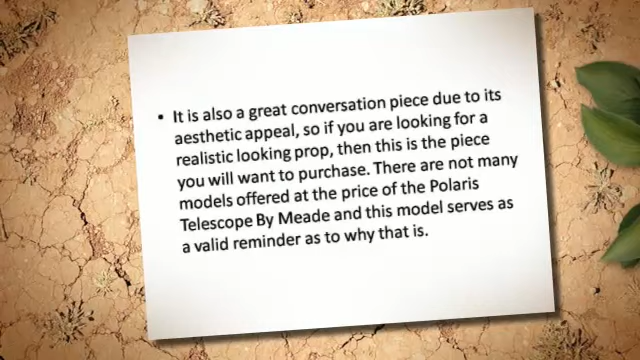 • It is also a great conversation piece due to its
aesthetic appeal, so if you are looking for a
realistic looking prop, then this is the piece
you will want to purchase. There are not many
models offered at the price of the Polaris
Telescope By Meade and this model serves as
a valid reminder as to why that is.